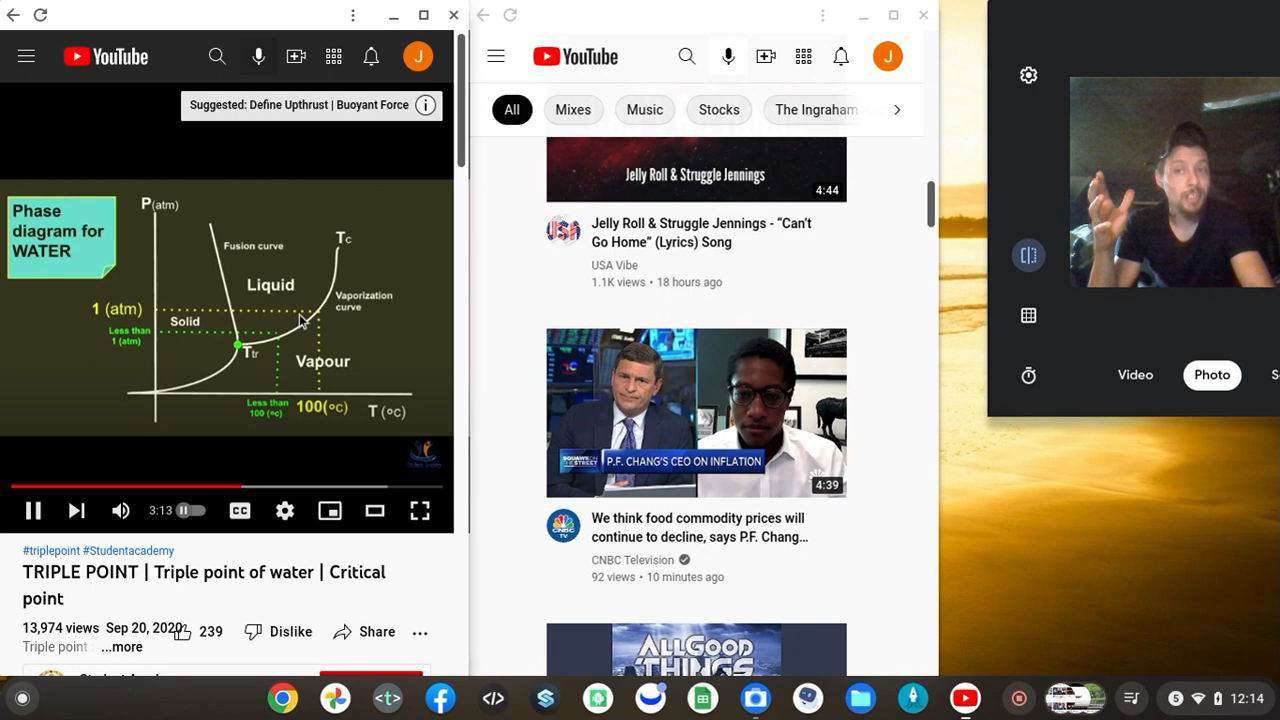 YouTube
J
Suggested: Define Upthrust | Buoyant Force
Phase
diagram for
WATER
P(atm)
Fusion curve
Tc
Liquid
Vaporization
curve
1 (atm)
Solid
Less than
1 (atm)
Ttr
Vapour
Less than
100 (ºc)
100(ºc)
T (ºc)
3:13
CC
#triplepoint #Studentacademy
TRIPLE POINT | Triple point of water | Critical
point
13,974 views Sep 20, 2020
239
Dislike
Share
Triple point
...more
YouTube
J
All
Mixes
Music
Stocks
The Ingraham
Jelly Roll & Struggle Jennings
4:44
Jelly Roll & Struggle Jennings - “Can’t
Go Home” (Lyrics) Song
USA Vibe
1.1K views • 18 hours ago
P.F. CHANG'S CEO ON INFLATION
4:39
We think food commodity prices will
continue to decline, says P.F. Chang…
CNBC Television
92 views • 10 minutes ago
ALL GOOD
THINGS
Video
Photo
5
12:14